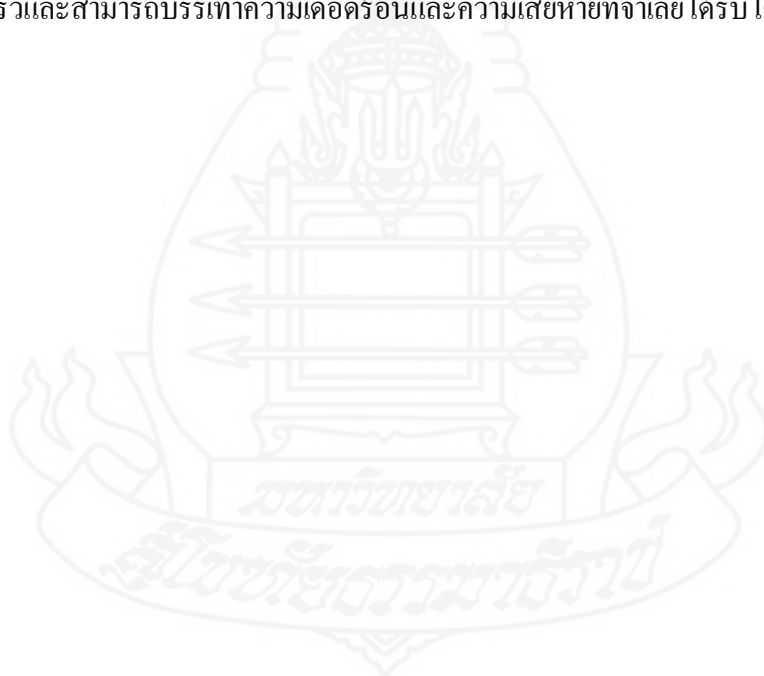 และสามารถบรรเทาความเดือดร้อนและความเสียหายที่จำเลยได้รับ
มหาวิทยาลัย
สุโขทัยธรรมาธิราช